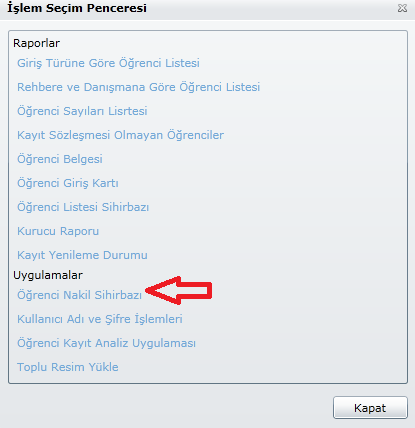 İşlem Seçim Penceresi
Raporlar
Giriş Türüne Göre Öğrenci Listesi
Rehbere ve Danışmana Göre Öğrenci Listesi
Öğrenci Sayıları Lisrtesi
Kayıt Sözleşmesi Olmayan Öğrenciler
Öğrenci Belgesi
Öğrenci Giriş Kartı
Öğrenci Listesi Sihirbazı
Kurucu Raporu
Kayıt Yenileme Durumu
Uygulamalar
Öğrenci Nakil Sihirbazı
Kullanıcı Adı ve Şifre İşlemleri
Öğrenci Kayıt Analiz Uygulaması
Toplu Resim Yükle
Kapat